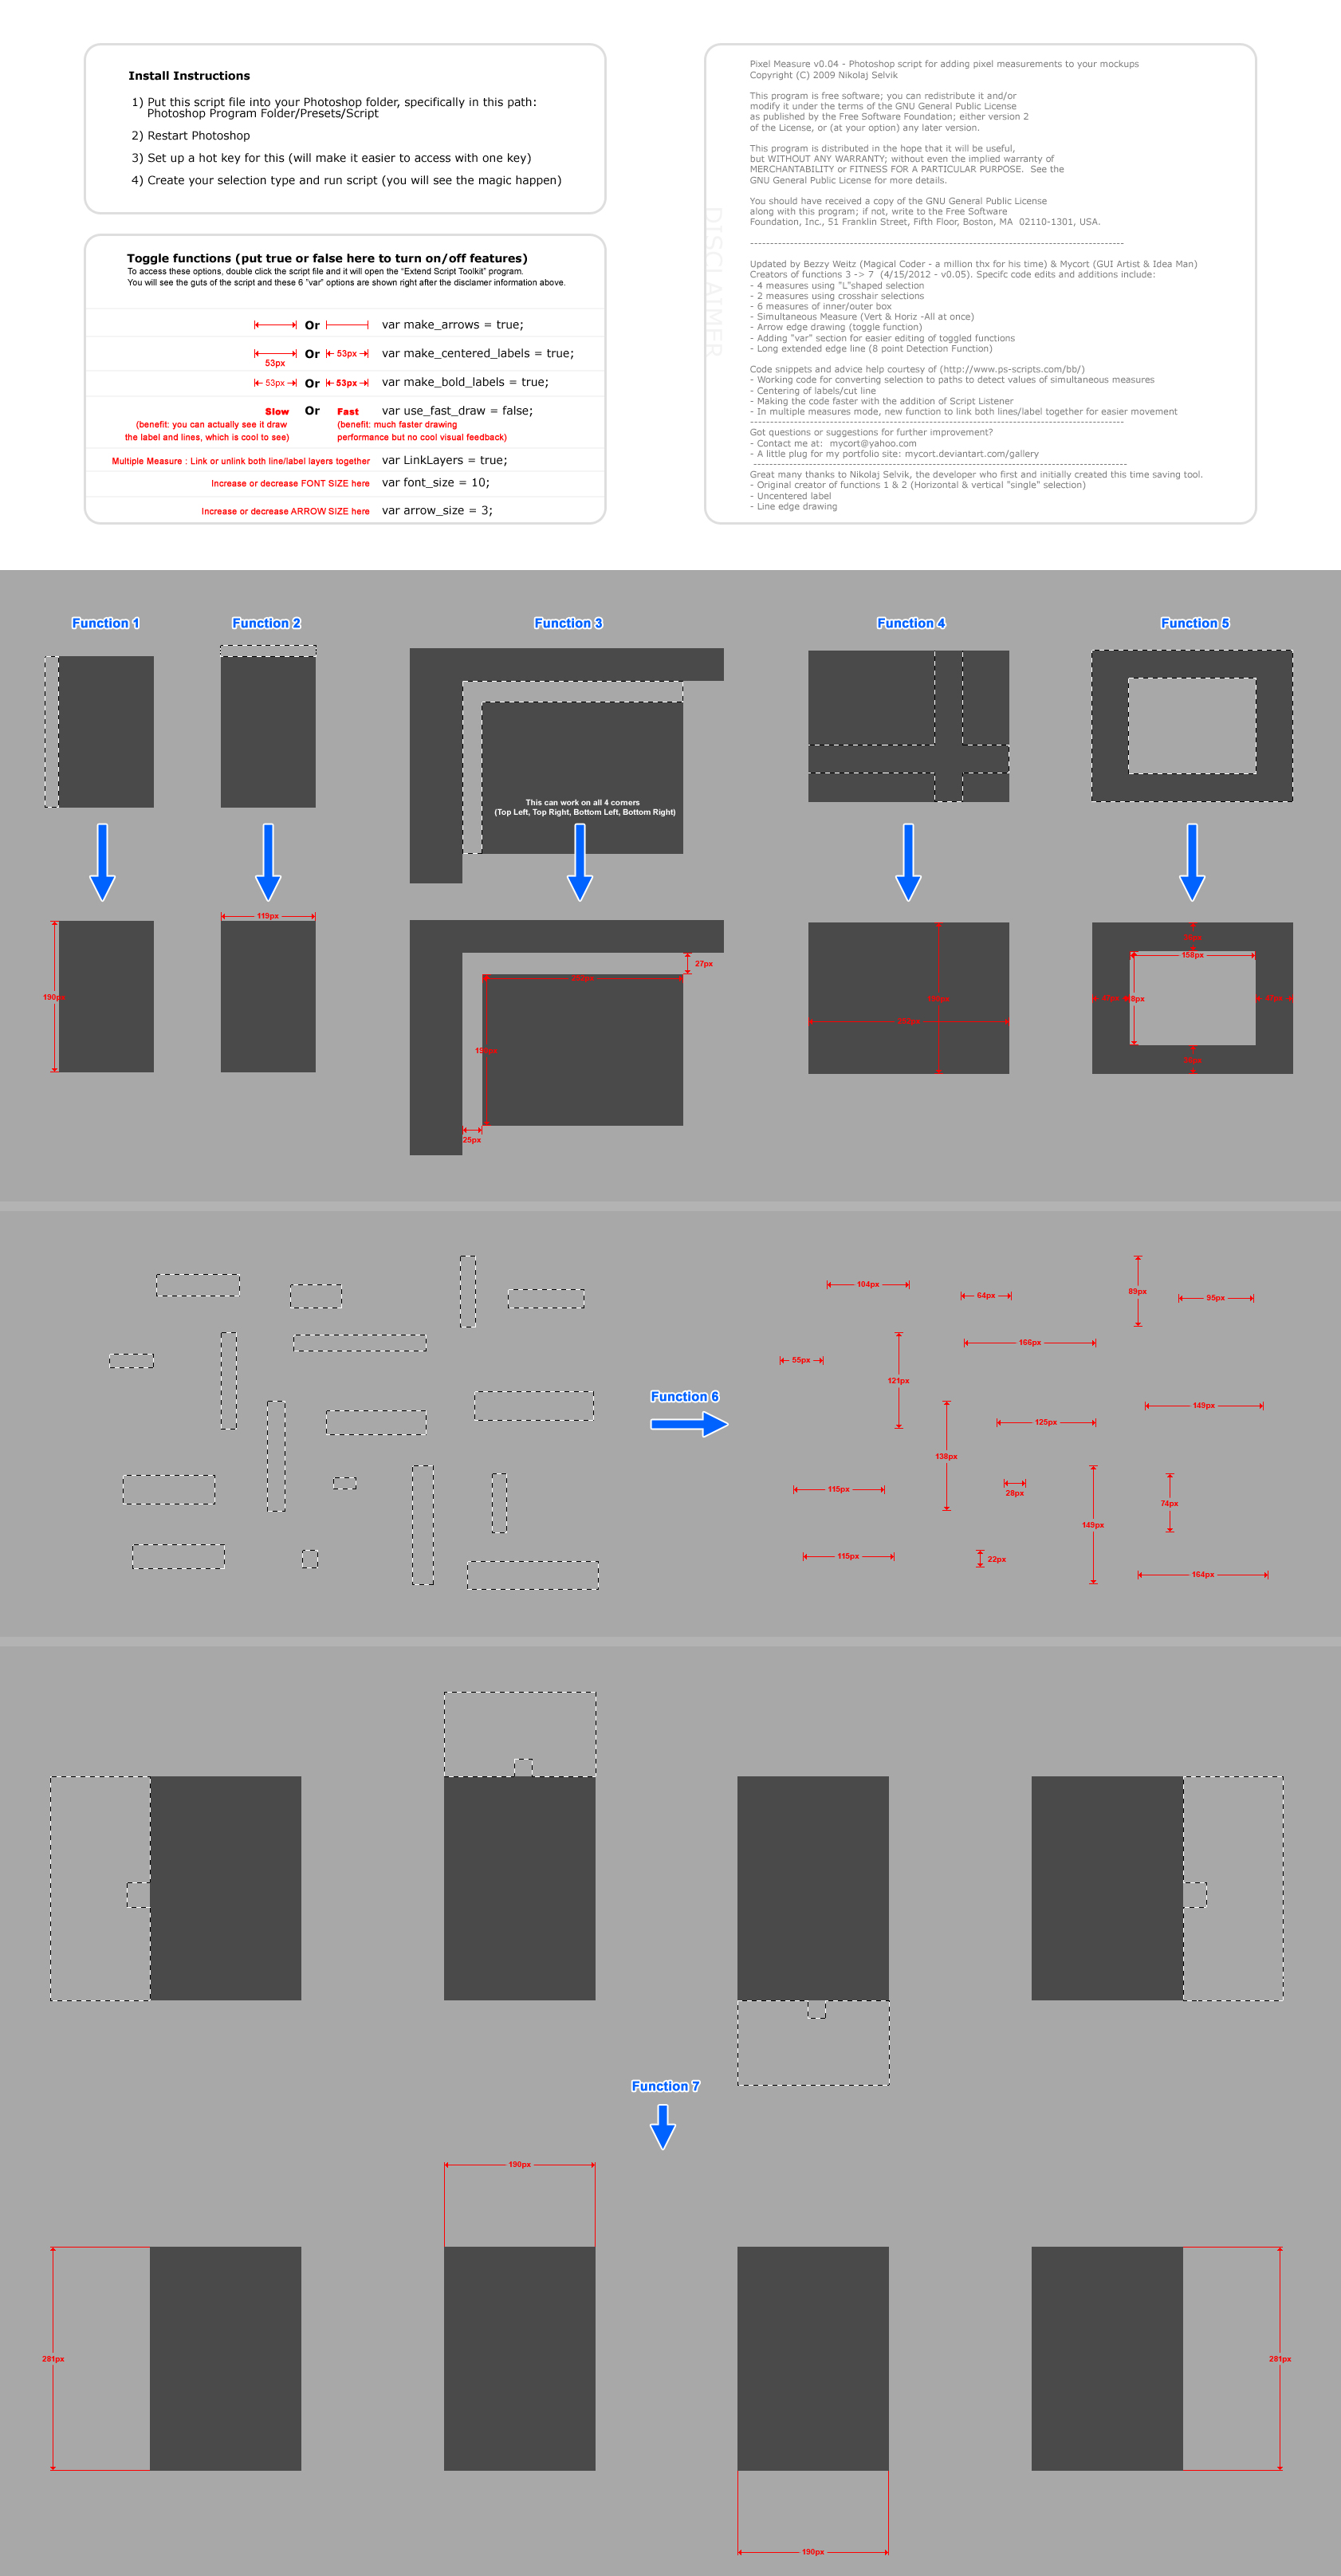 Install Instructions
1) Put this script file into your Photoshop folder, specifically in this path:
Photoshop Program Folder/Presets/Script
2) Restart Photoshop
3) Set up a hot key for this (will make it easier to access with one key)
4) Create your selection type and run script (you will see the magic happen)
Toggle functions (put true or false here to turn on/off features)
To access these options, double click the script file and it will open the "Extend Script Toolkit" program.
You will see the guts of the script and these 6 "var" options are shown right after the disclamer information above.
Or var make_arrows = true;
53px Or 53px var make_centered_labels = true;
53px Or 53px var make_bold_labels = true;
Slow Or Fast var use_fast_draw = false;
(benefit: you can actually see it draw
the label and lines, which is cool to see)
(benefit: much faster drawing
performance but no cool visual feedback)
Multiple Measure : Link or unlink both line/label layers together var LinkLayers = true;
Increase or decrease FONT SIZE here var font_size = 10;
Increase or decrease ARROW SIZE here var arrow_size = 3;
DISCLAIMER
Pixel Measure v0.04 - Photoshop script for adding pixel measurements to your mockups
Copyright (C) 2009 Nikolaj Selvik
This program is free software; you can redistribute it and/or
modify it under the terms of the GNU General Public License
as published by the Free Software Foundation; either version 2
of the License, or (at your option) any later version.
This program is distributed in the hope that it will be useful,
but WITHOUT ANY WARRANTY; without even the implied warranty of
MERCHANTABILITY or FITNESS FOR A PARTICULAR PURPOSE.  See the
GNU General Public License for more details.
You should have received a copy of the GNU General Public License
along with this program; if not, write to the Free Software
Foundation, Inc., 51 Franklin Street, Fifth Floor, Boston, MA  02110-1301, USA.
Updated by Bezzy Weitz (Magical Coder - a million thx for his time) & Mycort (GUI Artist & Idea Man)
Creators of functions 3 -> 7  (4/15/2012 - v0.05). Specifc code edits and additions include:
- 4 measures using "L"shaped selection
- 2 measures using crosshair selections
- 6 measures of inner/outer box
- Simultaneous Measure (Vert & Horiz -All at once)
- Arrow edge drawing (toggle function)
- Adding "var" section for easier editing of toggled functions
- Long extended edge line (8 point Detection Function)
Code snippets and advice help courtesy of (http://www.ps-scripts.com/bb/)
- Working code for converting selection to paths to detect values of simultaneous measures
- Centering of labels/cut line
- Making the code faster with the addition of Script Listener
- In multiple measures mode, new function to link both lines/label together for easier movement
Got questions or suggestions for further improvement?
- Contact me at:  mycort@yahoo.com
- A little plug for my portfolio site: mycort.deviantart.com/gallery
Great many thanks to Nikolaj Selvik, the developer who first and initially created this time saving tool.
- Original creator of functions 1 & 2 (Horizontal & vertical "single" selection)
- Uncentered label
- Line edge drawing
Function 1
Function 2
Function 3
Function 4
Function 5
This can work on all 4 corners
(Top Left, Top Right, Bottom Left, Bottom Right)
119px
190px
27px
25px
158px
Function 6
104px
64px
89px
95px
55px
121px
166px
149px
125px
138px
115px
28px
74px
149px
115px
22px
164px
Function 7
190px
281px
281px
190px